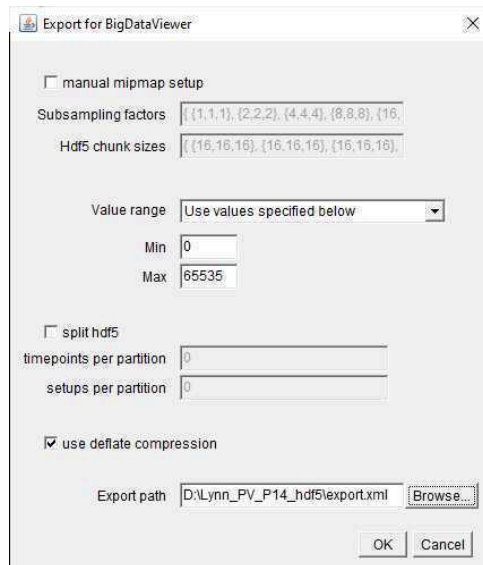 Export for BigDataViewer
manual mipmap setup
Subsampling factors { {1,1,1}, {2,2,2}, {4,4,4}, {8,8,8}, {16,
Hdf5 chunk sizes { {16,16,16}, {16,16,16}, {16,16,16},
Value range Use values specified below
Min 0
Max 65535
split hdf5
timepoints per partition 0
setups per partition 0
use deflate compression
Export path D:\Lynn_PV_P14_hdf5\export.xml Browse...
OK Cancel